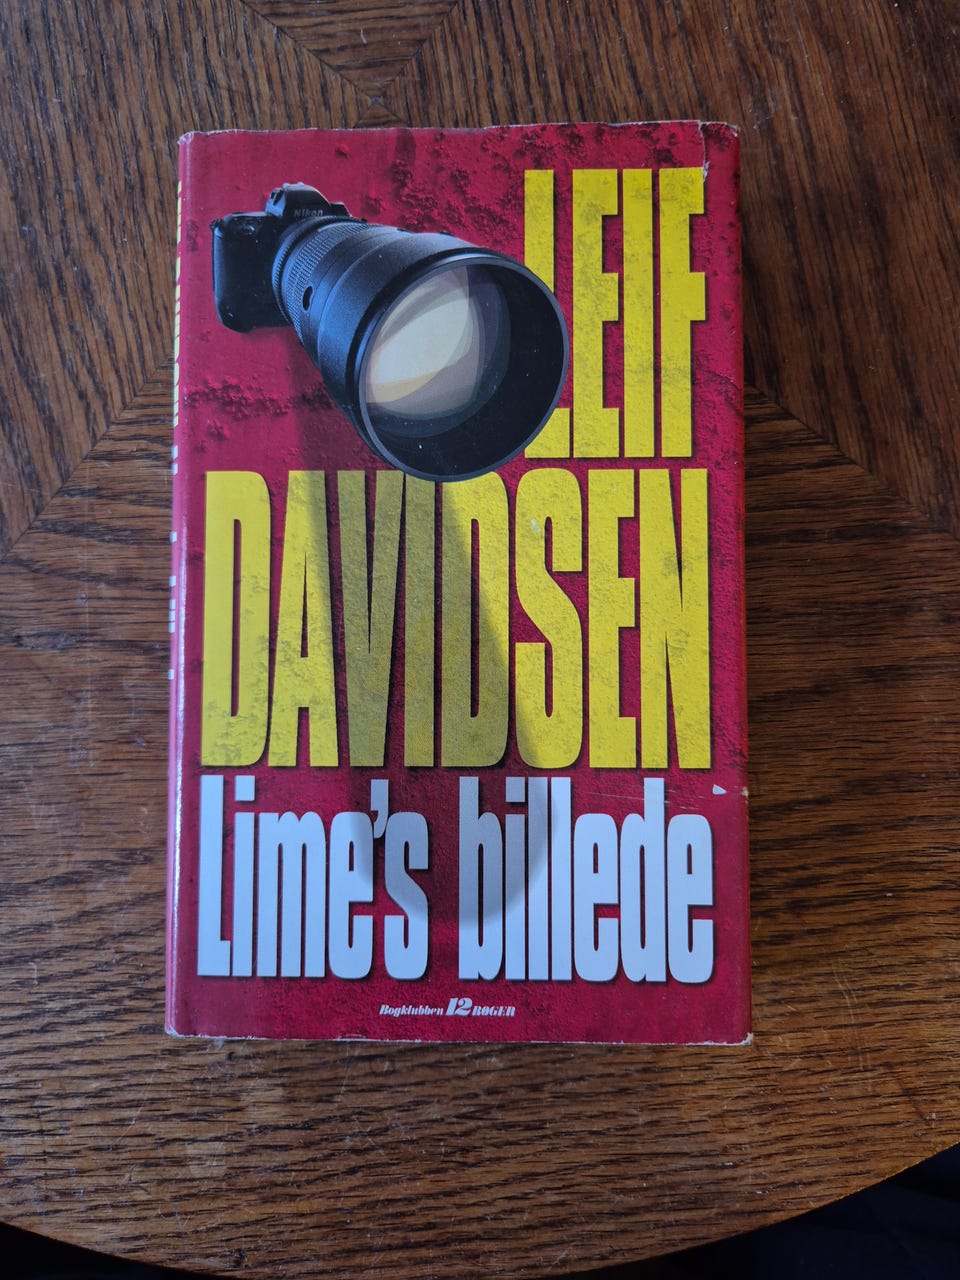 Nikon
LEIF
DAVIDSEN
Lime's billede
Bogklubben 12 BØGER